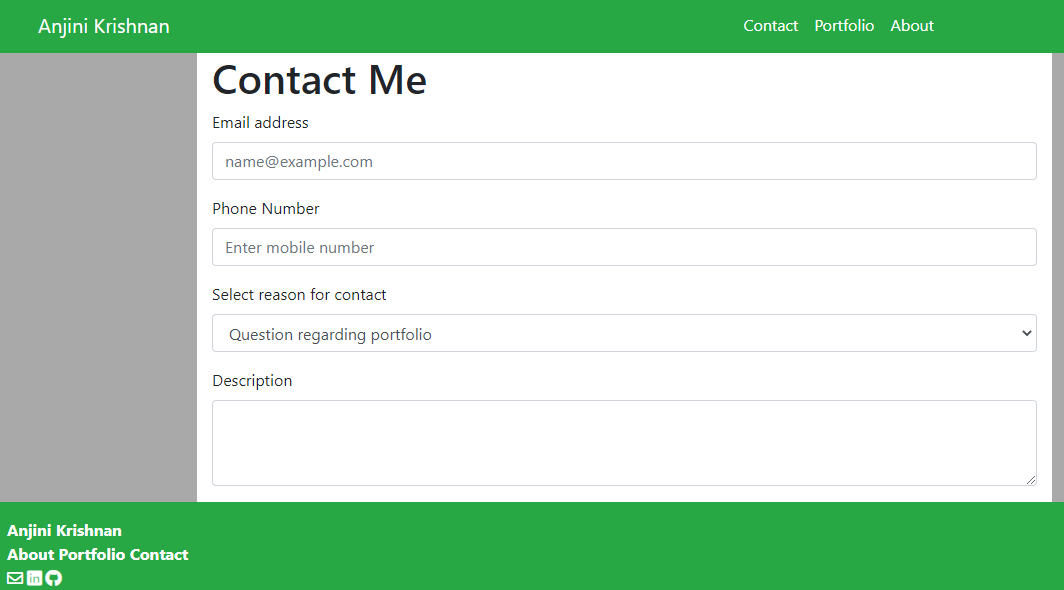 Anjini Krishnan
Contact Portfolio About
Contact Me
Email address
name@example.com
Phone Number
Enter mobile number
Select reason for contact
Question regarding portfolio
Description
Anjini Krishnan
About Portfolio Contact
in